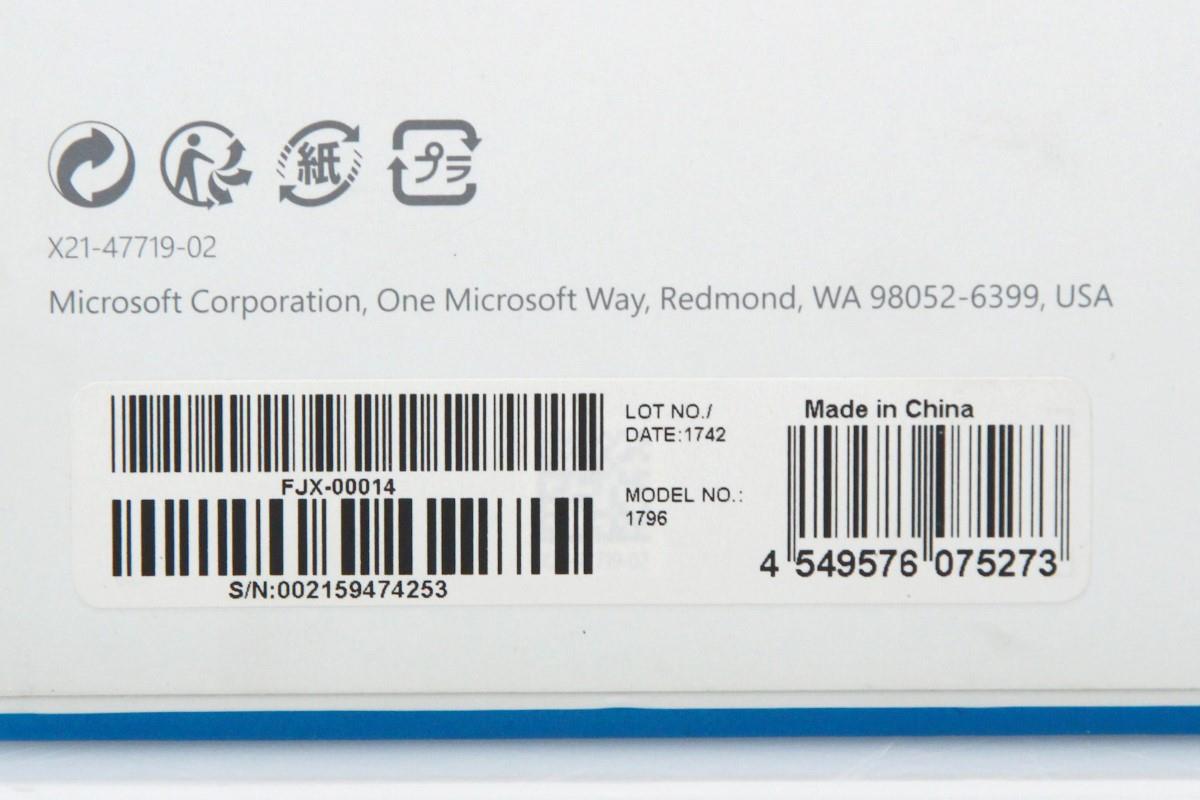 紙 プラ
X21-47719-02
Microsoft Corporation, One Microsoft Way, Redmond, WA 98052-6399, USA
FJX-00014
S/N:002159474253
LOT NO./
DATE:1742
MODEL NO.:
1796
Made in China
4 549576 075273